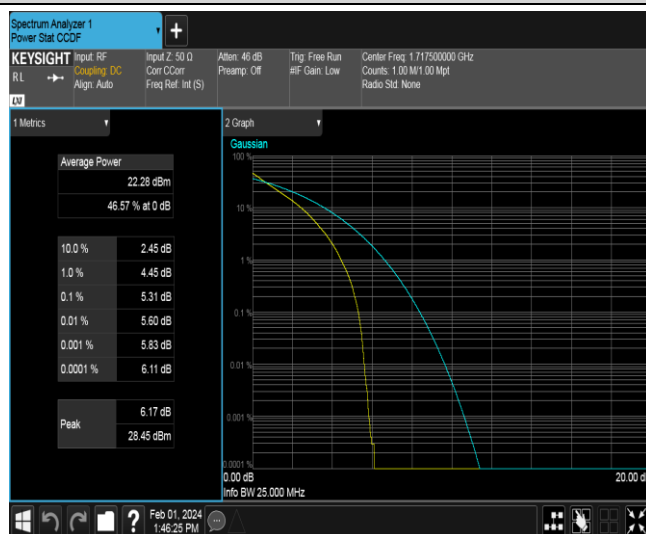 Spectrum Analyzer 1
Power Stat CCDF
+
KEYSIGHT
RL
LXI
Input: RF
Coupling: DC
Align: Auto
Input Z: 50 Ω
Corr CCorr
Freq Ref: Int (S)
Atten: 46 dB
Preamp: Off
Trig: Free Run
#IF Gain: Low
Center Freq: 1.717500000 GHz
Counts: 1.00 M/1.00 Mpt
Radio Std: None
1 Metrics
Average Power
22.28 dBm
46.57 % at 0 dB
10.0 % 2.45 dB
1.0 % 4.45 dB
0.1 % 5.31 dB
0.01 % 5.60 dB
0.001 % 5.83 dB
0.0001 % 6.11 dB
Peak
6.17 dB
28.45 dBm
2 Graph
Gaussian
100 %
10 %
1 %
0.1 %
0.01 %
0.001 %
0.0001 %
0.00 dB
20.00 d
Info BW 25.000 MHz
?
Feb 01, 2024
1:46:25 PM